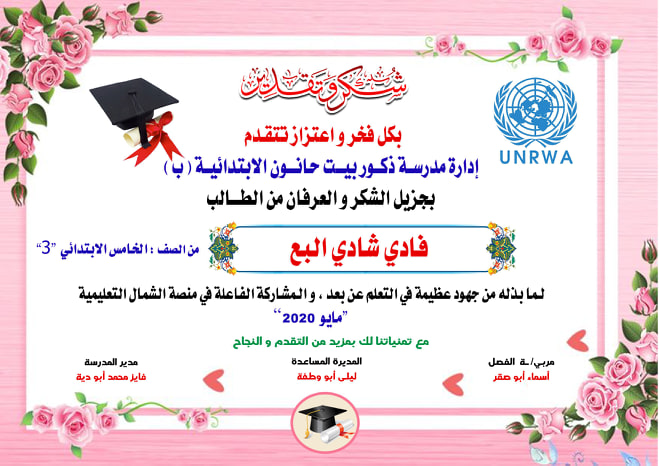 شكر وتقدير
UNRWA
بكل فخر و اعتزاز تتقدم
إدارة مدرسة ذكور بيت حانون الابتدائية ( ب )
بجزيل الشكر و العرفان من الطالب
فادي شادي البع
من الصف : الخامس الابتدائي "3"
لما بذله من جهود عظيمة في التعلم عن بعد ، و المشاركة الفاعلة في منصة الشمال التعليمية
"مايو 2020"
مع تمنياتنا لك بمزيد من التقدم و النجاح
مربي/ـة الفصل
أسماء أبو صقر
المديرة المساعدة
ليلى أبو وطفة
مدير المدرسة
فايز محمد أبو دية